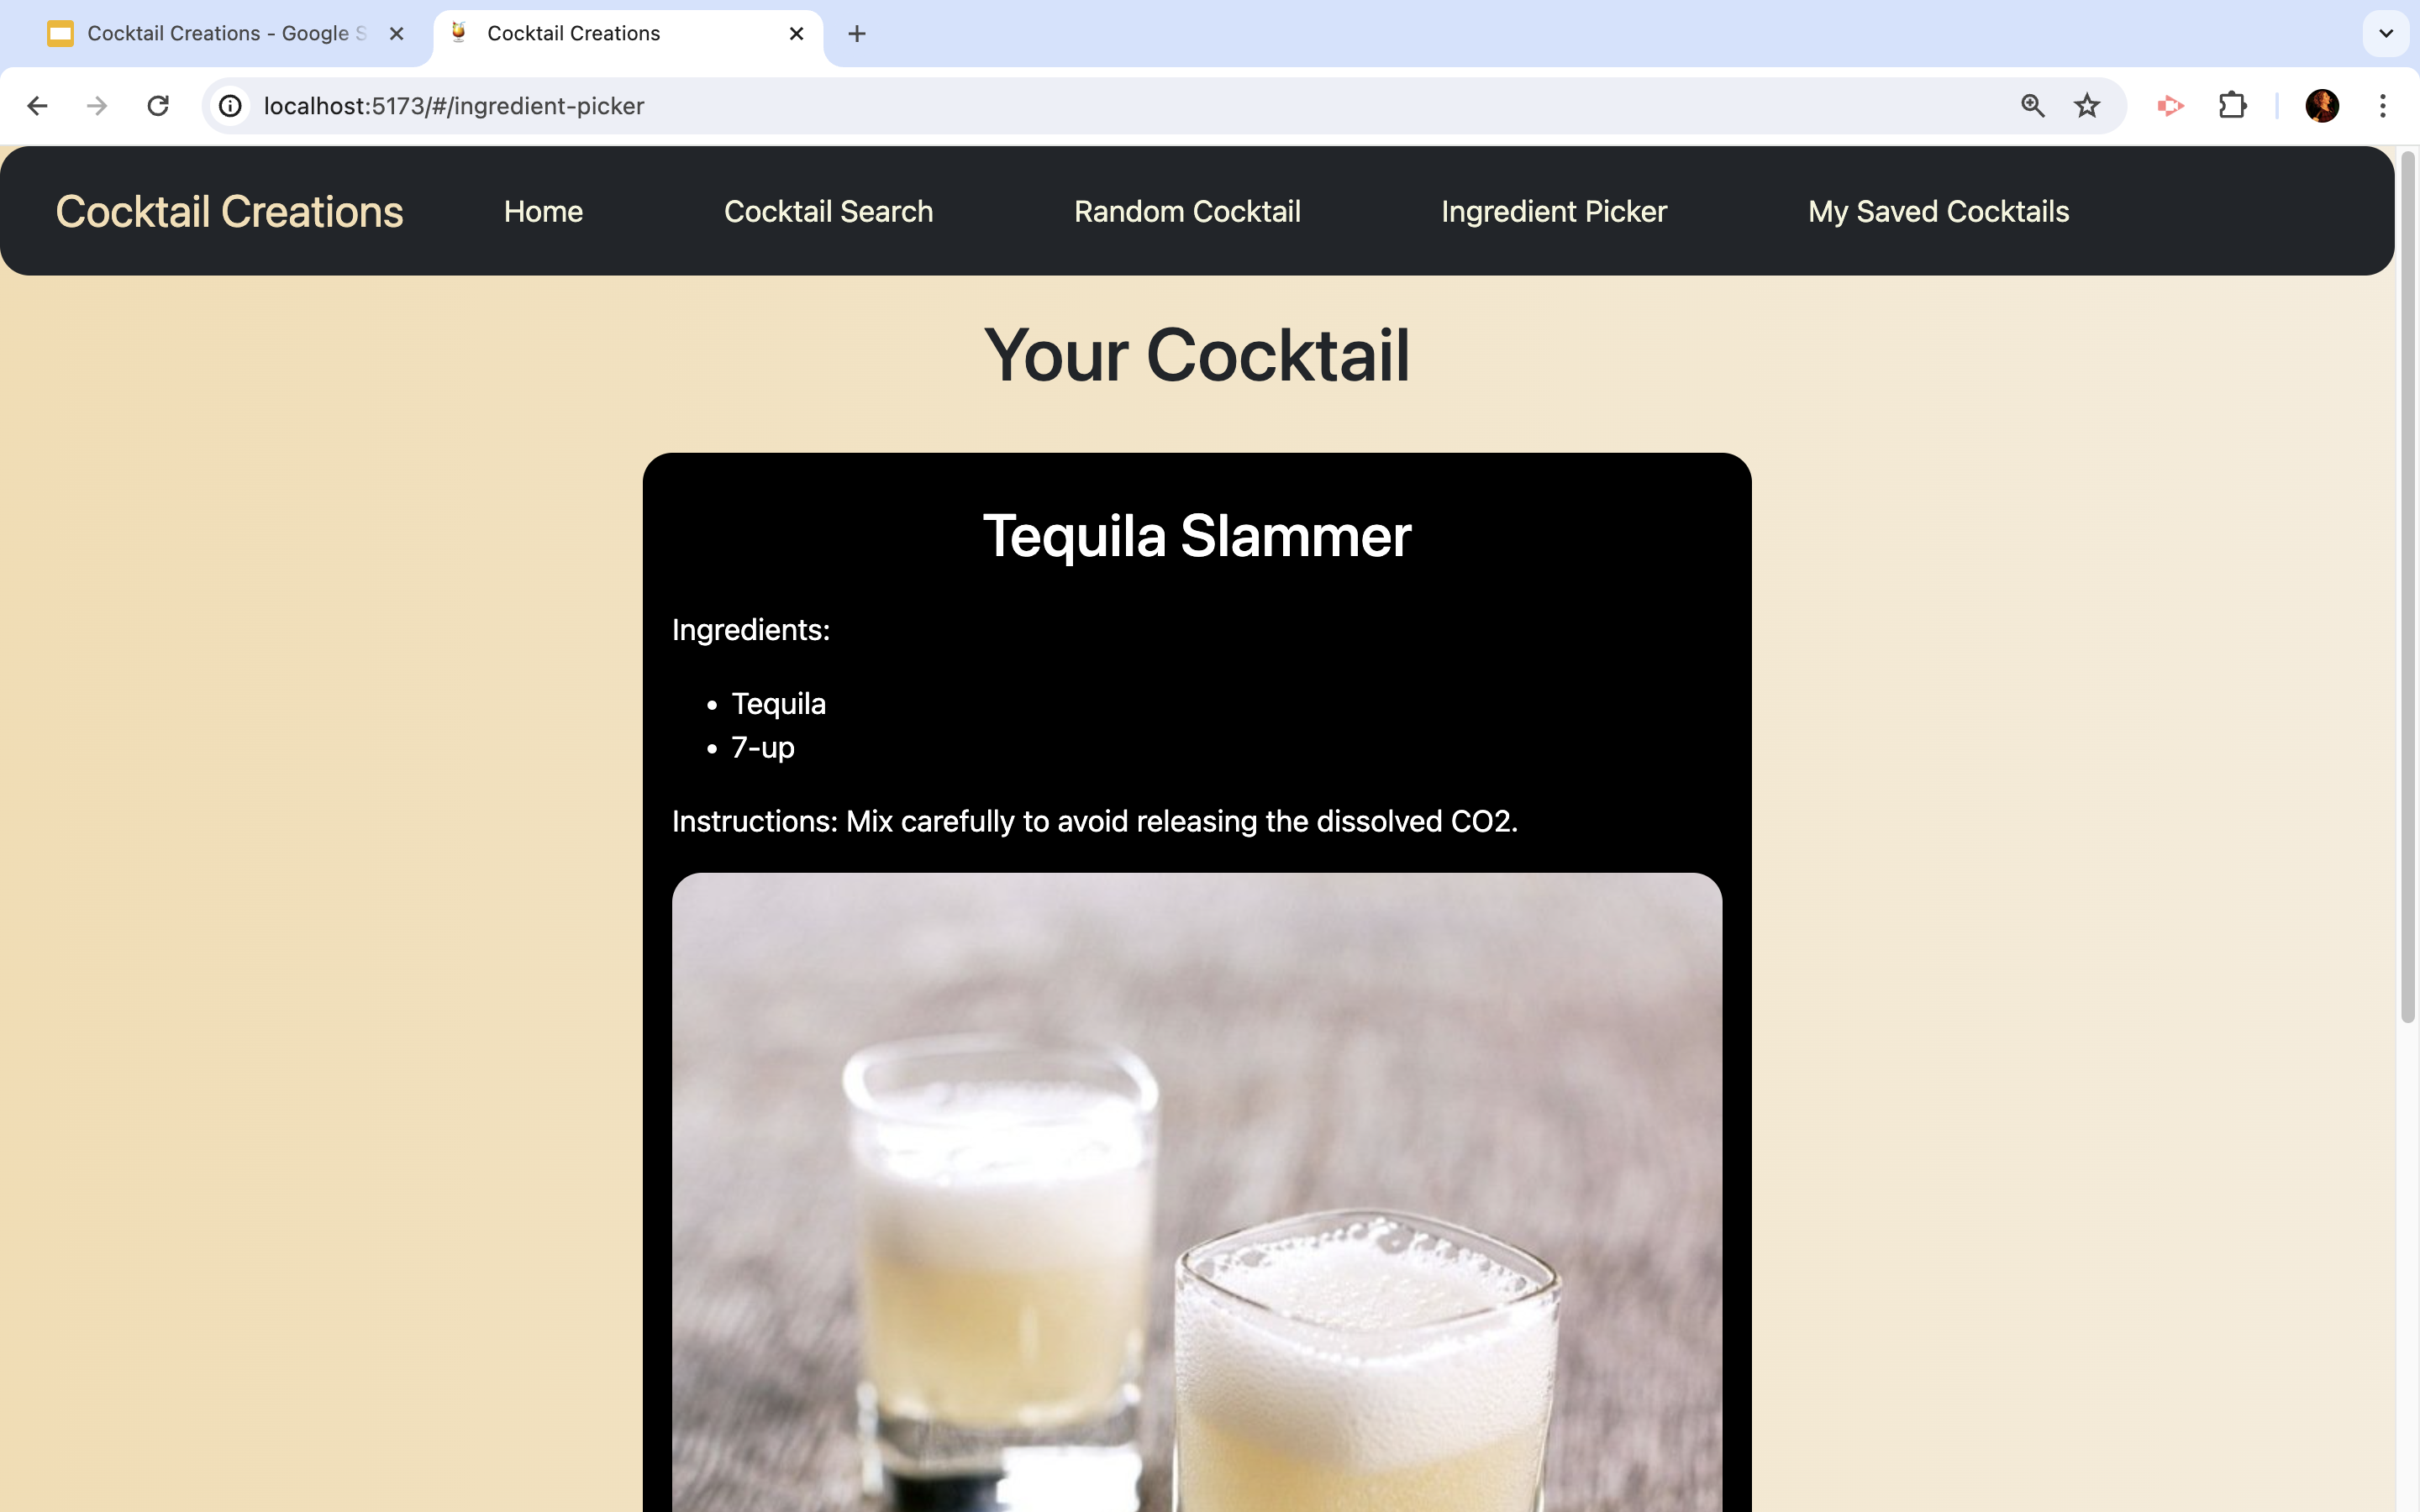 Cocktail Creations - Google S
Cocktail Creations
localhost:5173/#/ingredient-picker
Cocktail Creations
Home
Cocktail Search
Random Cocktail
Ingredient Picker
My Saved Cocktails
Your Cocktail
Tequila Slammer
Ingredients:
• Tequila
• 7-up
Instructions: Mix carefully to avoid releasing the dissolved CO2.